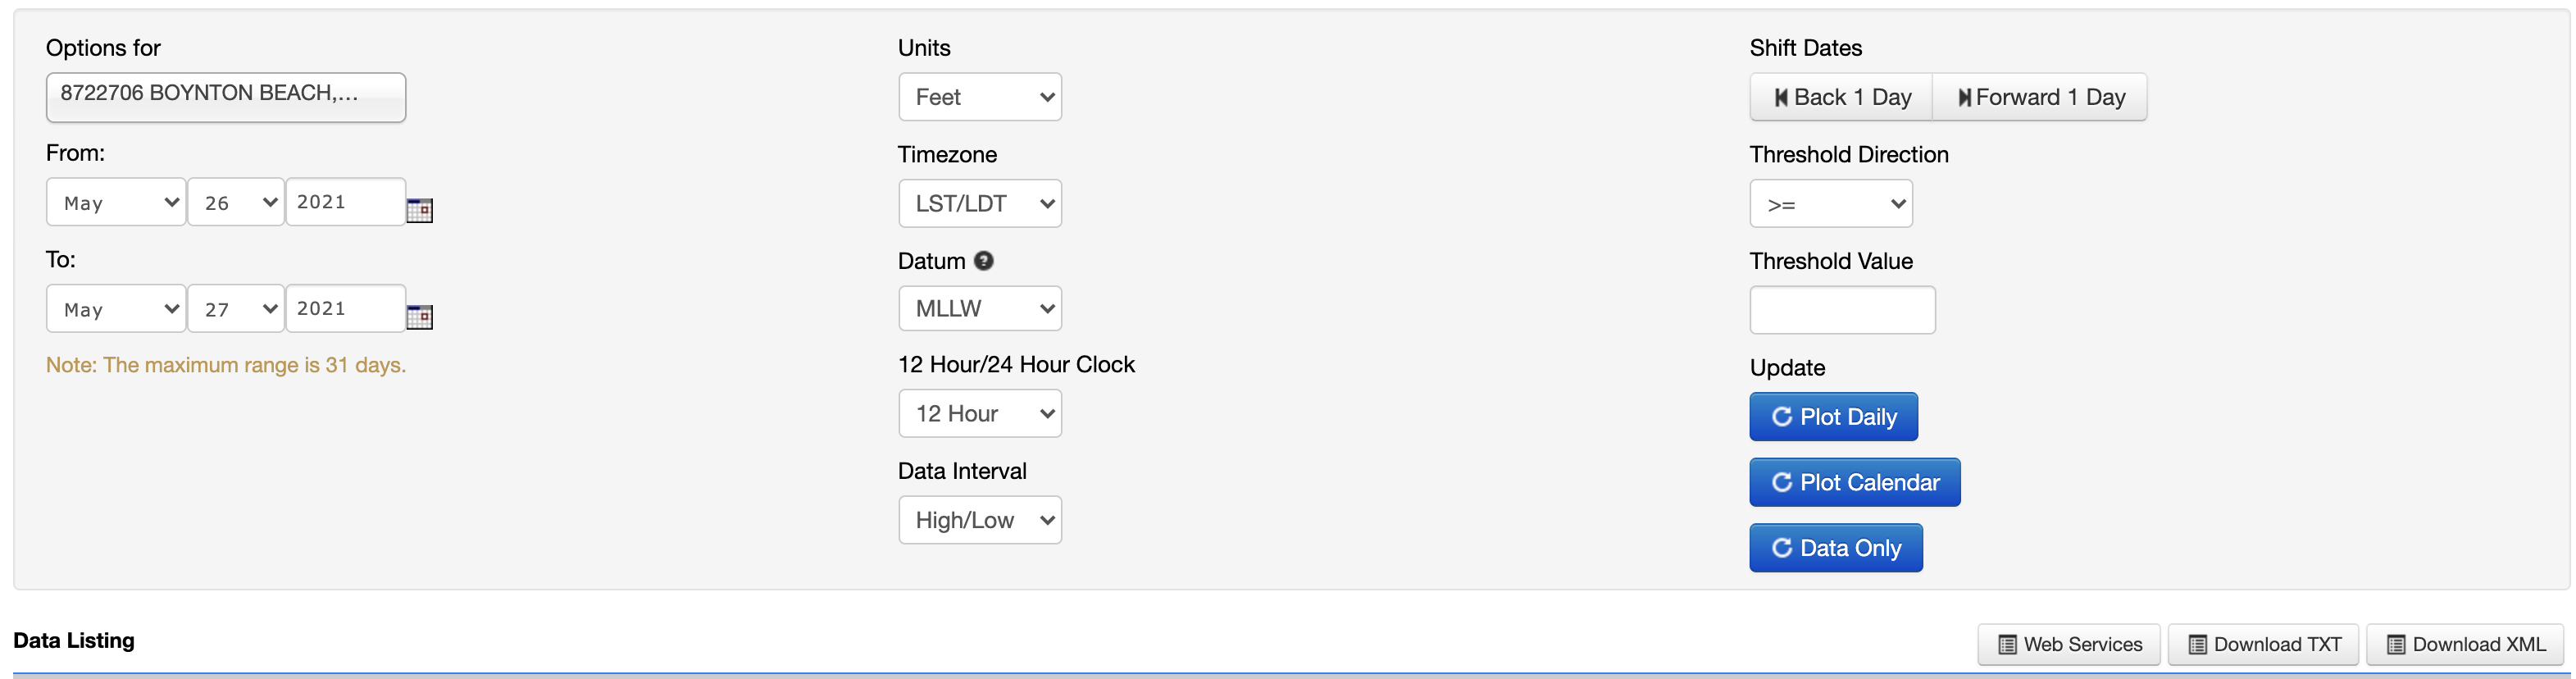 Options for
8722706 BOYNTON BEACH,...
From:
May 26 2021
To:
May 27 2021
Note: The maximum range is 31 days.
Units
Feet
Timezone
LST/LDT
Datum ?
MLLW
12 Hour/24 Hour Clock
12 Hour
Data Interval
High/Low
Shift Dates
Back 1 Day Forward 1 Day
Threshold Direction
>=
Threshold Value
Update
Plot Daily
Plot Calendar
Data Only
Data Listing
Web Services Download TXT Download XML